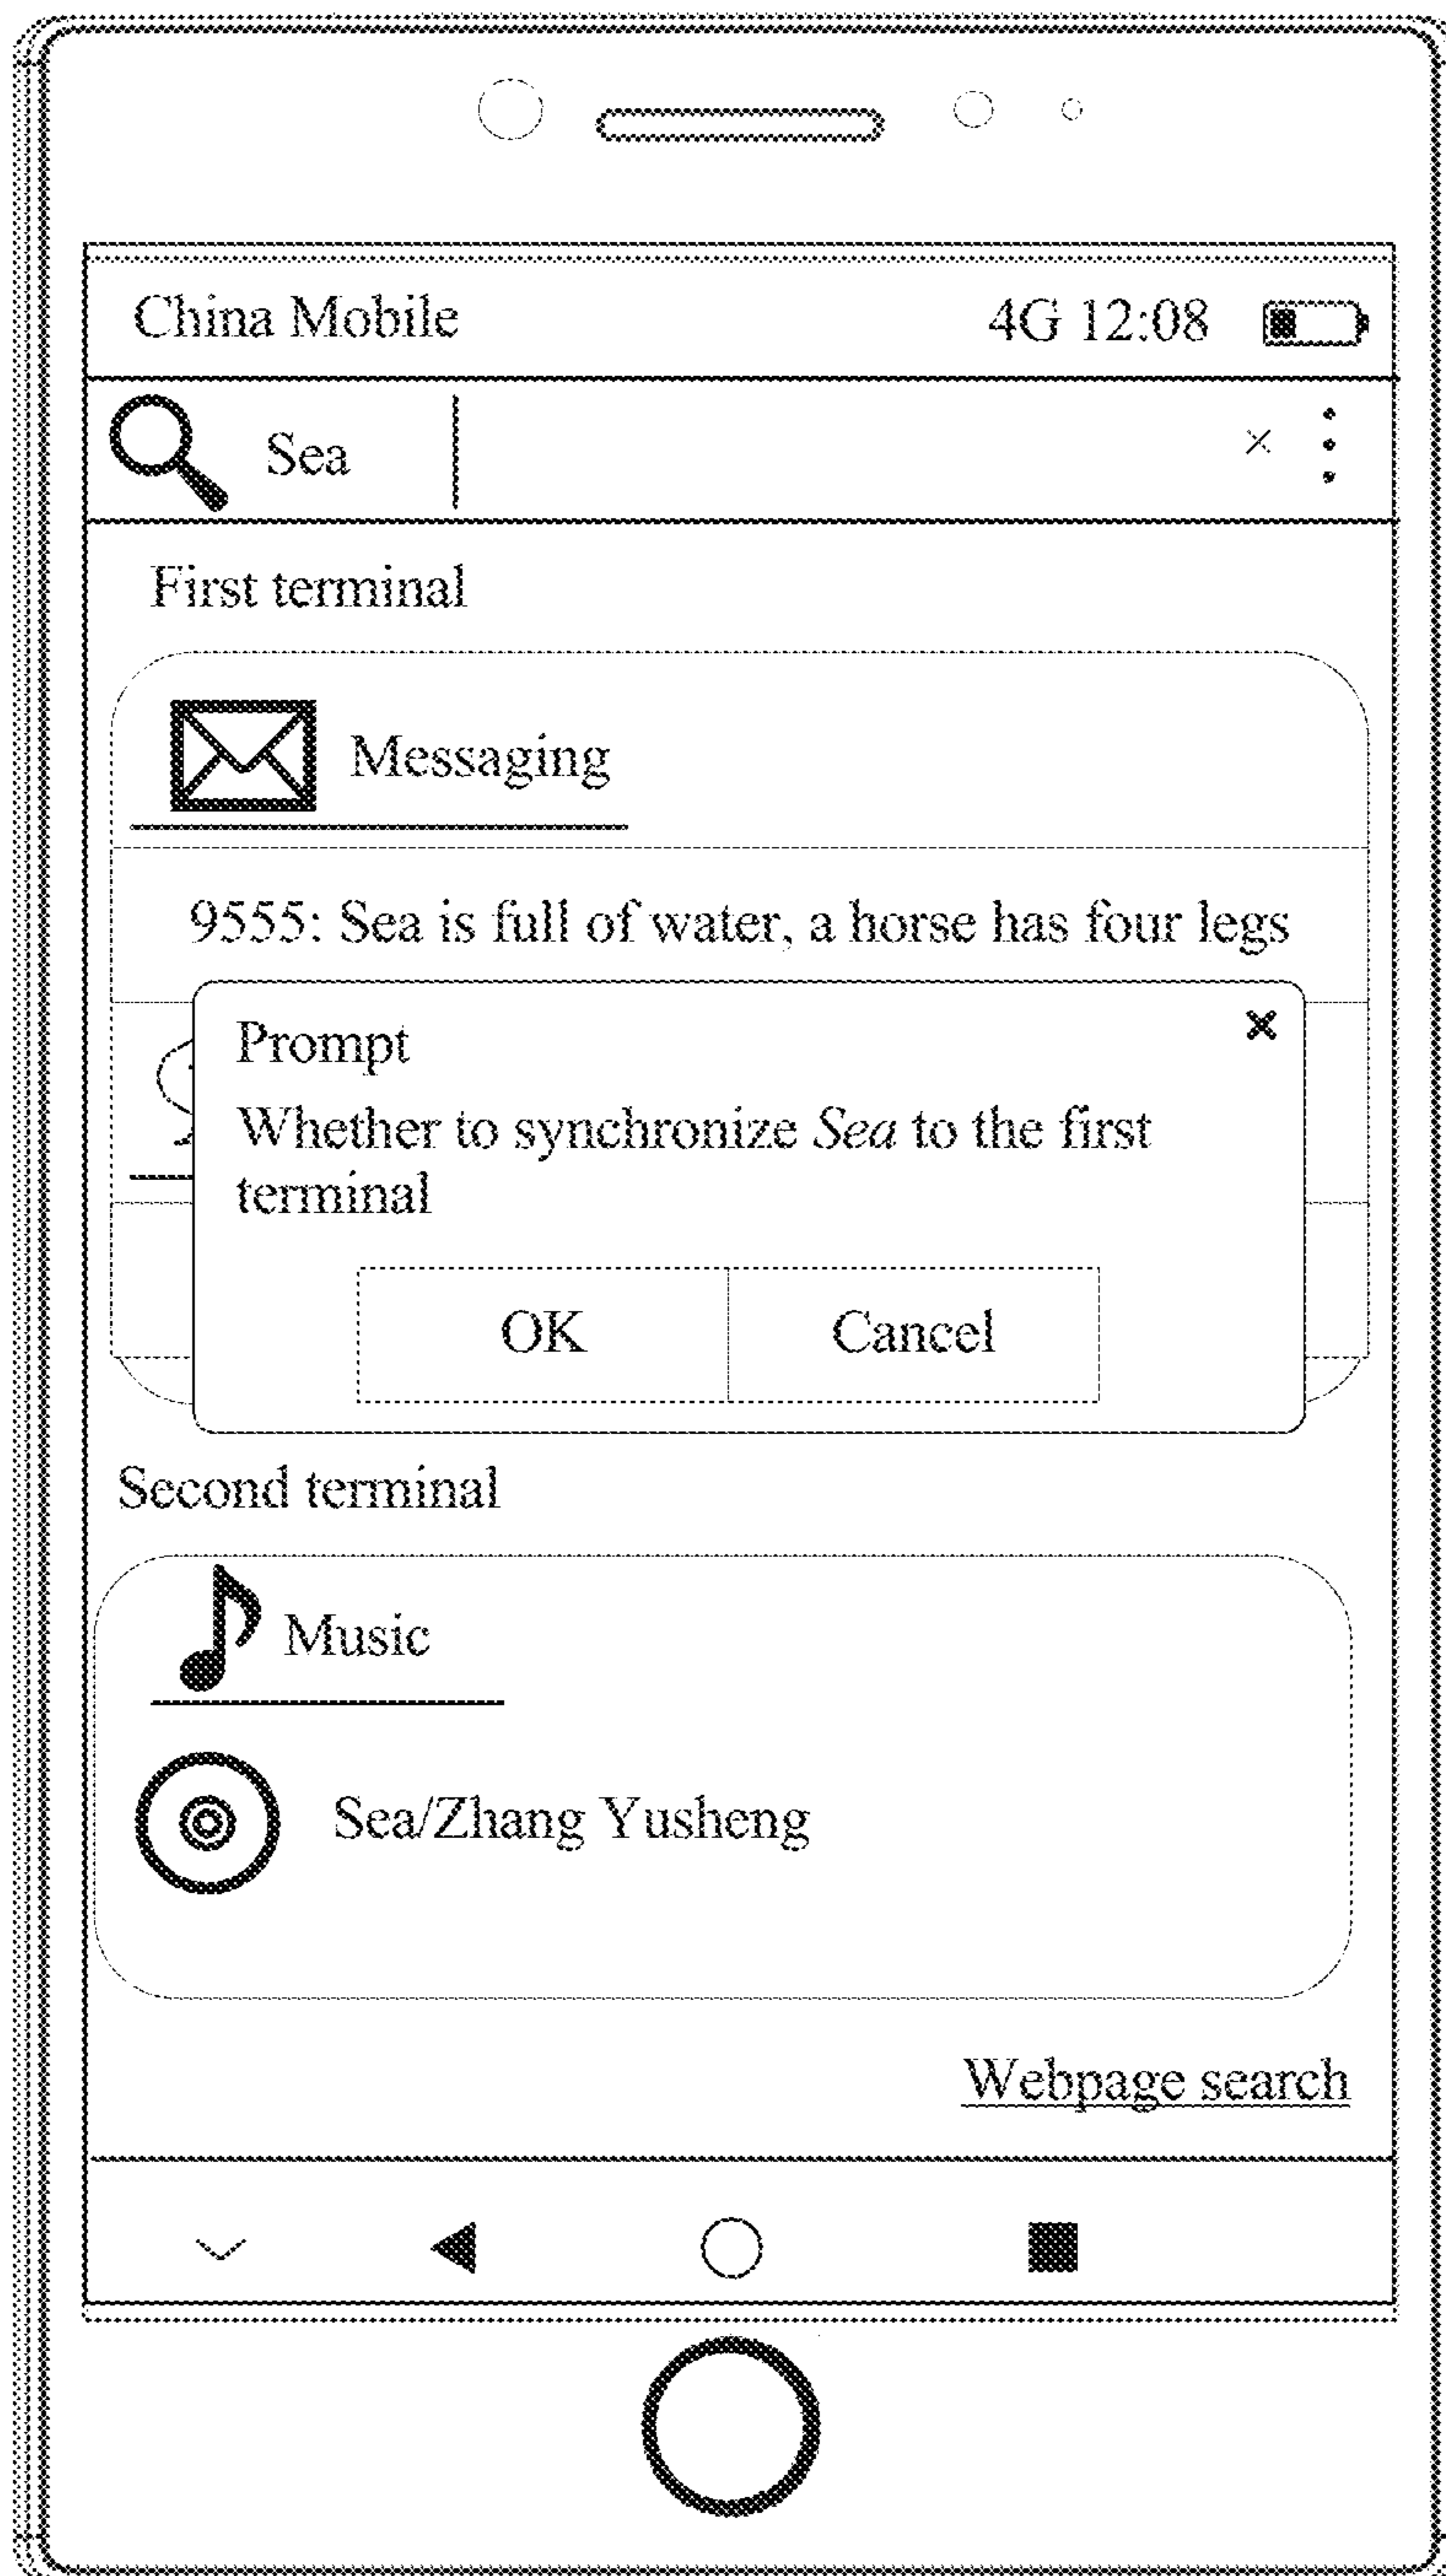 China Mobile 4G 12:08
Sea
First terminal
Messaging
9555: Sea is full of water, a horse has four legs
Prompt
Whether to synchronize Sea to the first
terminal
OK Cancel
Second terminal
Music
Sea/Zhang Yusheng
Webpage search